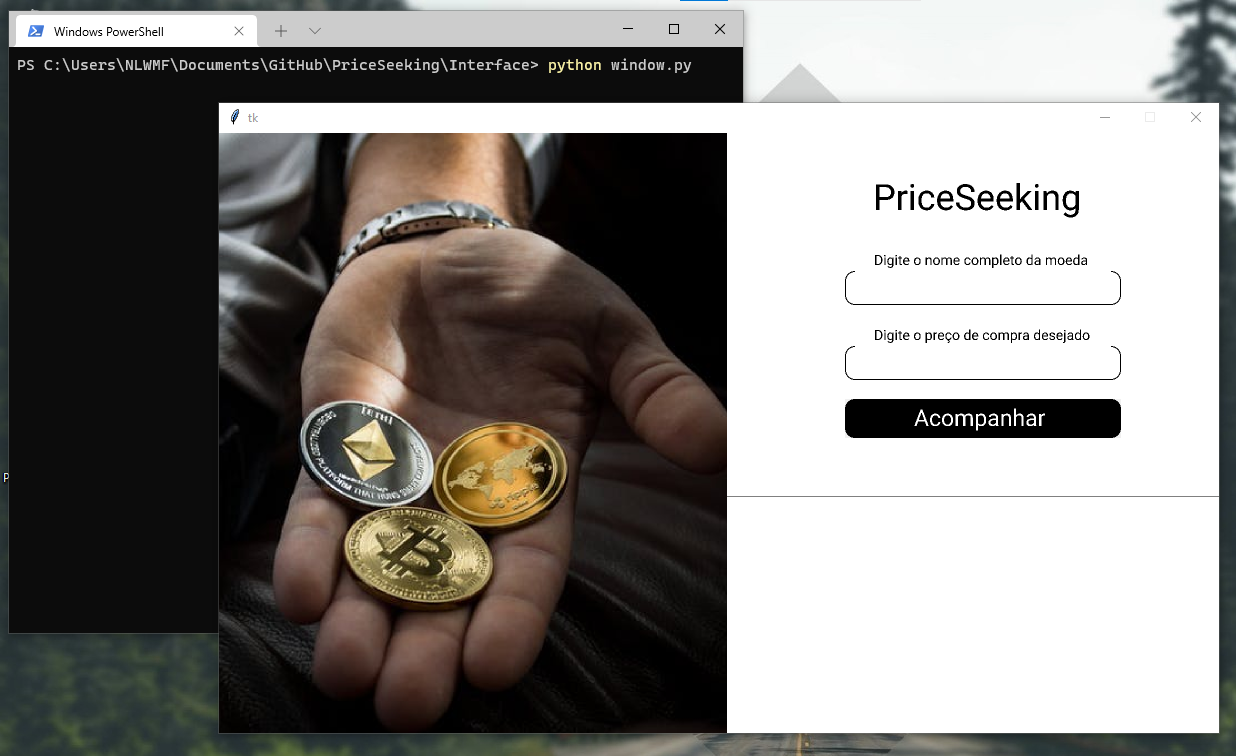 Windows PowerShell
PS C:\Users\NLWMF\Documents\GitHub\PriceSeeking\Interface> python window.py
tk
PriceSeeking
Digite o nome completo da moeda
Digite o preço de compra desejado
Acompanhar
P
ripple
B